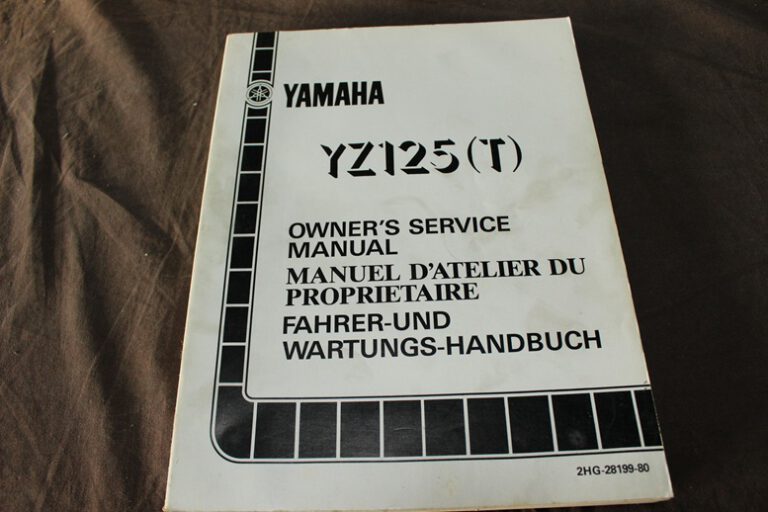 YAMAHA
YZ125(T)
OWNER'S SERVICE
MANUAL
MANUEL D'ATELIER DU
PROPRIETAIRE
FAHRER-UND
WARTUNGS-HANDBUCH
2HG-28199-80